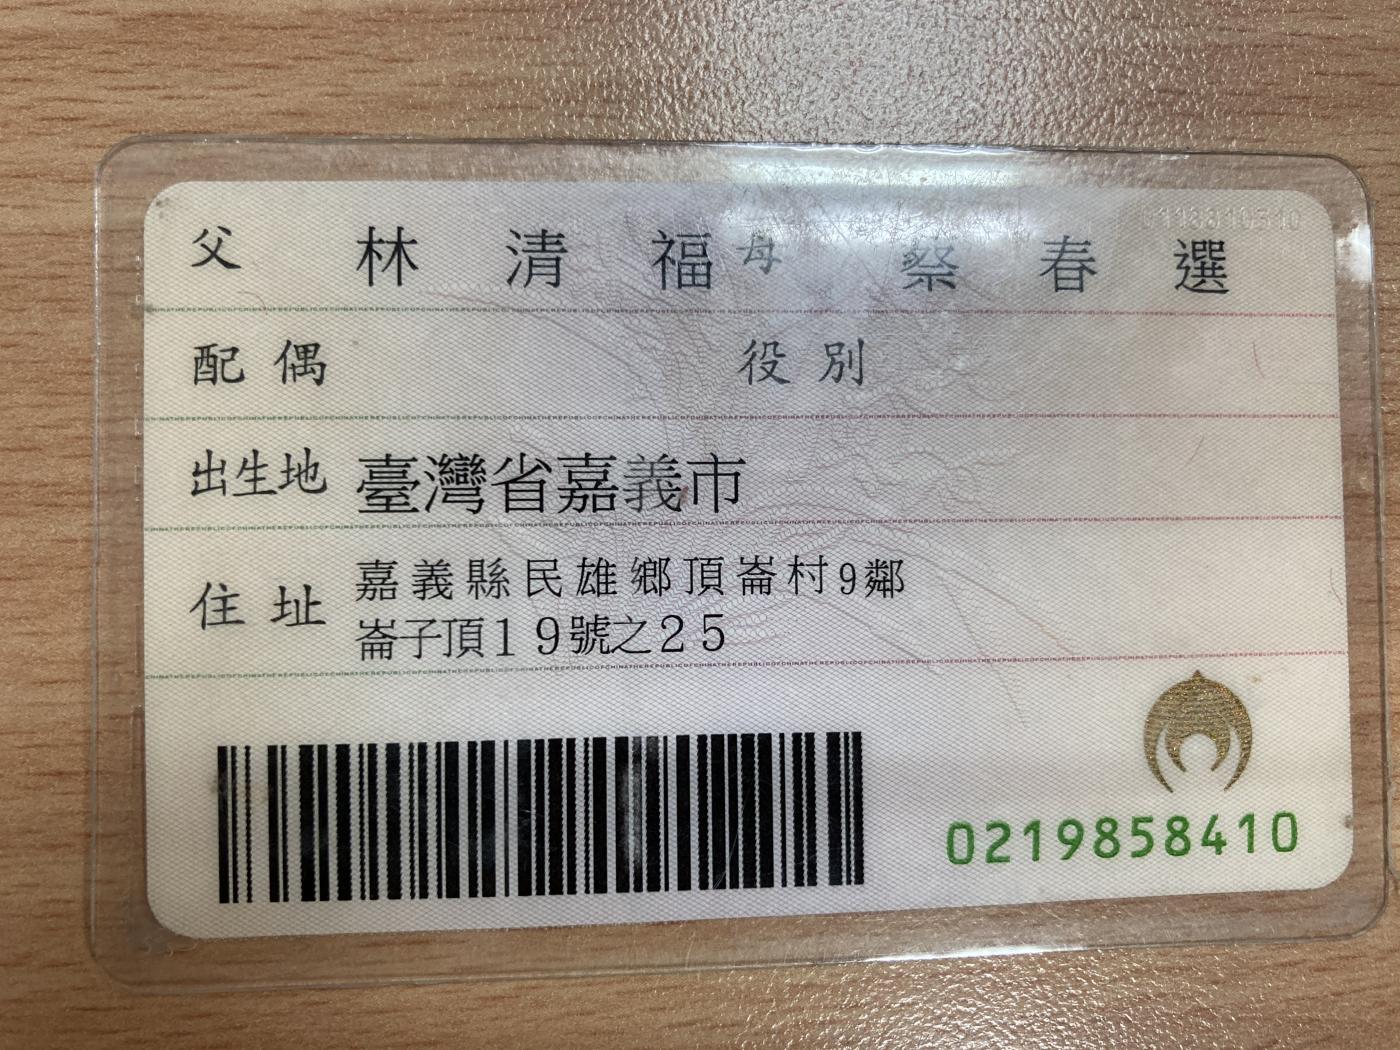 父 林清福 母 蔡春選
配偶 役別
出生地 臺灣省嘉義市
住址 嘉義縣民雄鄉頂崙村9鄰
崙子頂19號之25
0219858410